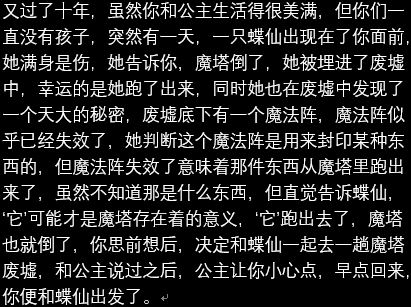 又过了十年，虽然你和公主生活得很美满，但你们一
直没有孩子，突然有一天，一只蝶仙出现在了你面前，
她满身是伤，她告诉你，魔塔倒了，她被埋进了废墟
中，幸运的是她跑了出来，同时她也在废墟中发现了
一个天大的秘密，废墟底下有一个魔法阵，魔法阵似
乎已经失效了，她判断这个魔法阵是用来封印某种东
西的，但魔法阵失效了意味着那件东西从魔塔里跑出
来了，虽然不知道那是什么东西，但直觉告诉蝶仙，
‘它’可能才是魔塔存在着的意义，‘它’跑出去了，魔塔
也就倒了，你思前想后，决定和蝶仙一起去一趟魔塔
废墟，和公主说过之后，公主让你小心点，早点回来，
你便和蝶仙出发了。